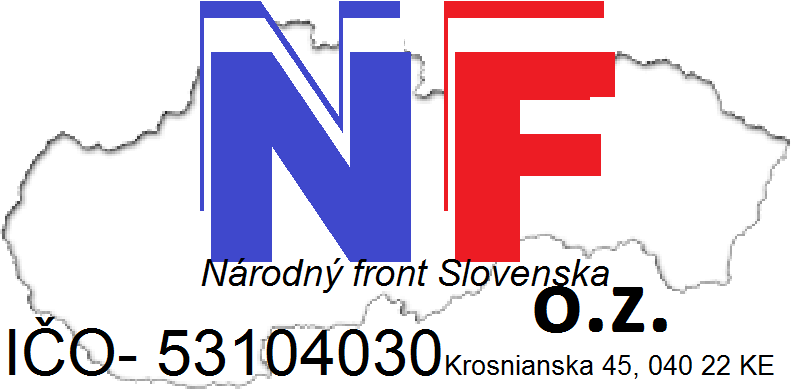 NF
Národný front Slovenska
o.z.
IČO- 53104030
Krosnianska 45, 040 22 KE